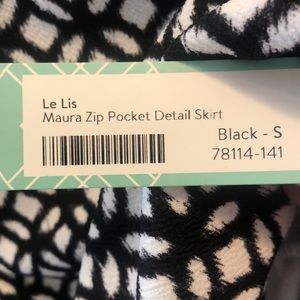 Le Lis
Maura Zip Pocket Detail Skirt
Black - S
78114-141